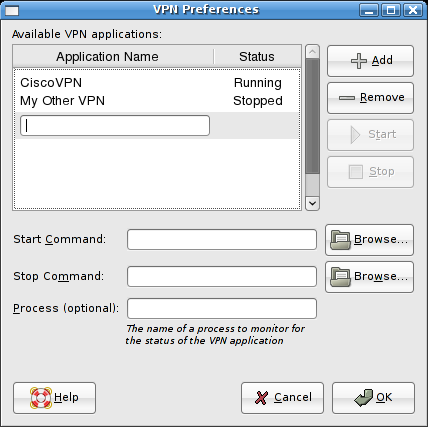 VPN Preferences
Available VPN applications:
Application Name Status
CiscoVPN Running
My Other VPN Stopped
Add
Remove
Start
Stop
Start Command: Browse...
Stop Command: Browse...
Process (optional):
The name of a process to monitor for
the status of the VPN application
Help Cancel OK